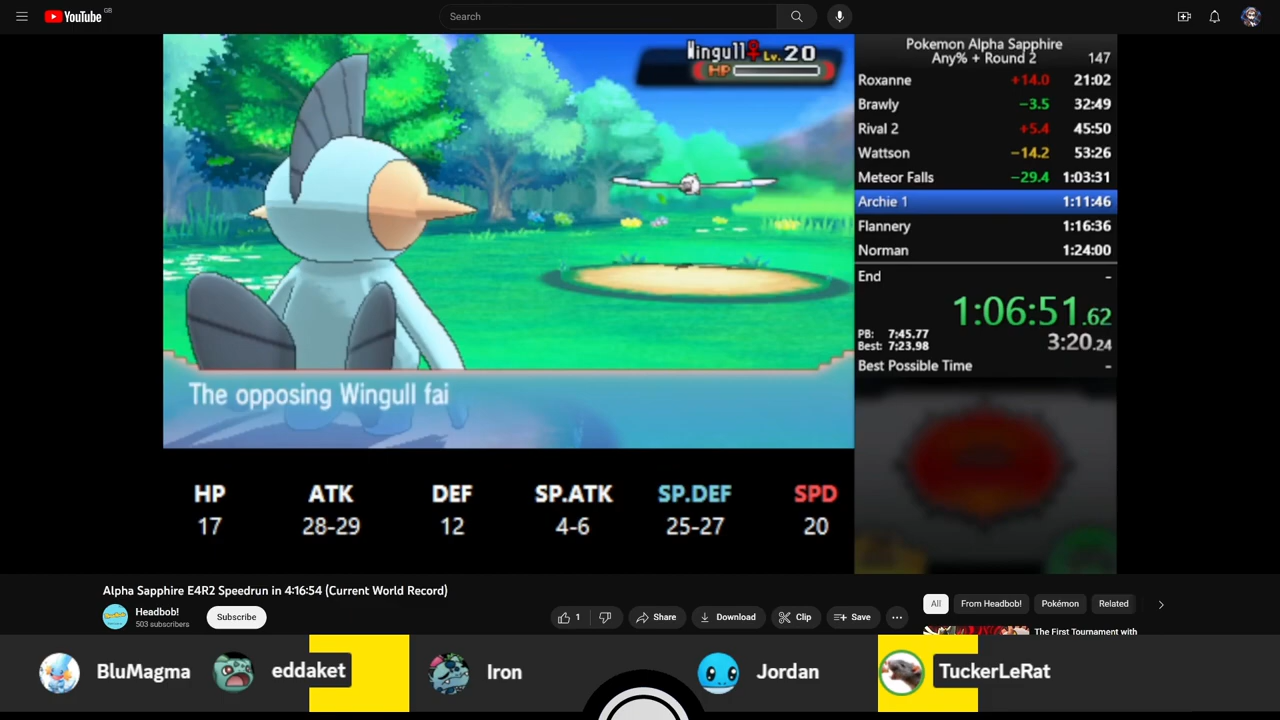 YouTube GB
Search
Wingull♀ Lv. 20
HP
The opposing Wingull fai
HP ATK DEF SP.ATK SP.DEF SPD
17 28-29 12 4-6 25-27 20
Pokemon Alpha Sapphire
Any% + Round 2 147
Roxanne +14.0 21:02
Brawly −3.5 32:49
Rival 2 +5.4 45:50
Wattson −14.2 53:26
Meteor Falls −29.4 1:03:31
Archie 1 1:11:46
Flannery 1:16:36
Norman 1:24:00
End -
1:06:51.62
PB: 7:45.77
Best: 7:23.98
3:20.24
Best Possible Time -
Alpha Sapphire E4R2 Speedrun in 4:16:54 (Current World Record)
Headbob!
503 subscribers
Subscribe
1
Share
Download
Clip
Save
All
From Headbob!
Pokémon
Related
The First Tournament with
BluMagma
eddaket
Iron
Jordan
TuckerLeRat